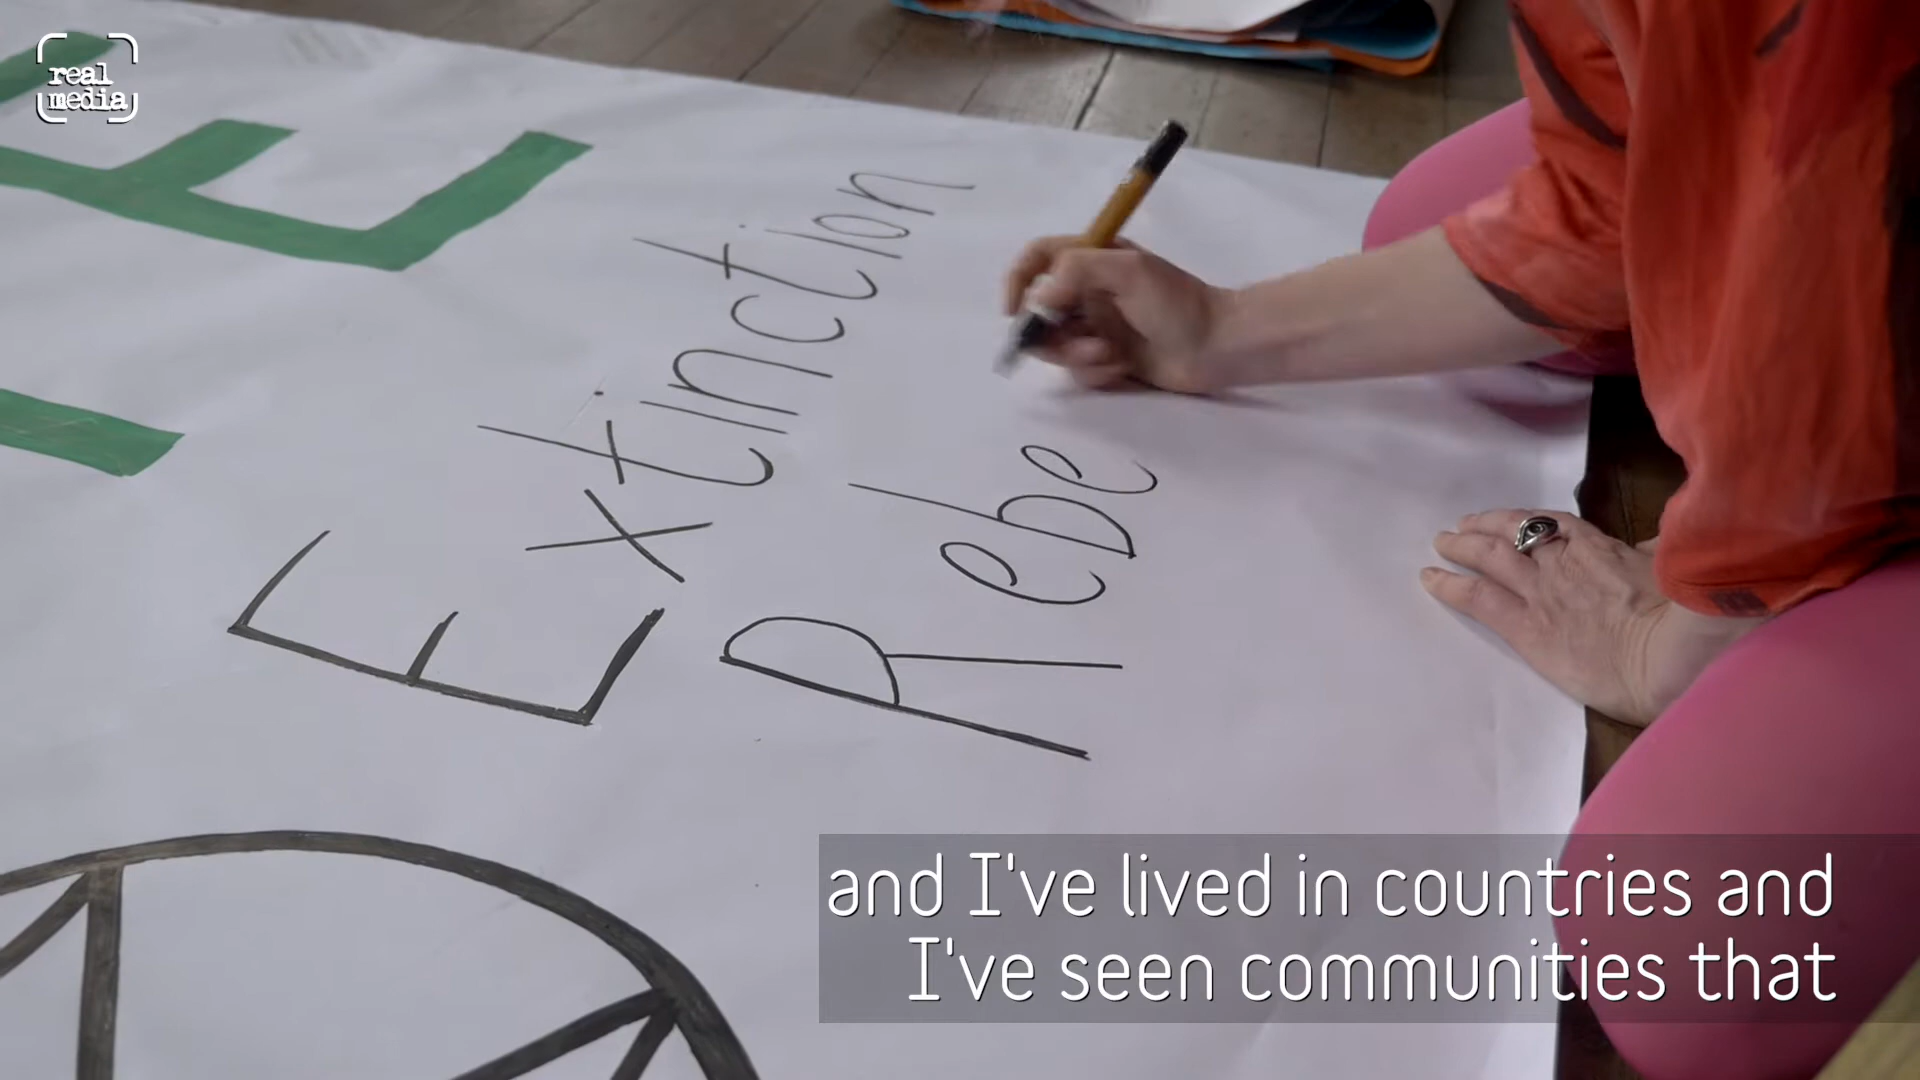 real
media
E
Extinction
Rebe
and I've lived in countries and
I've seen communities that